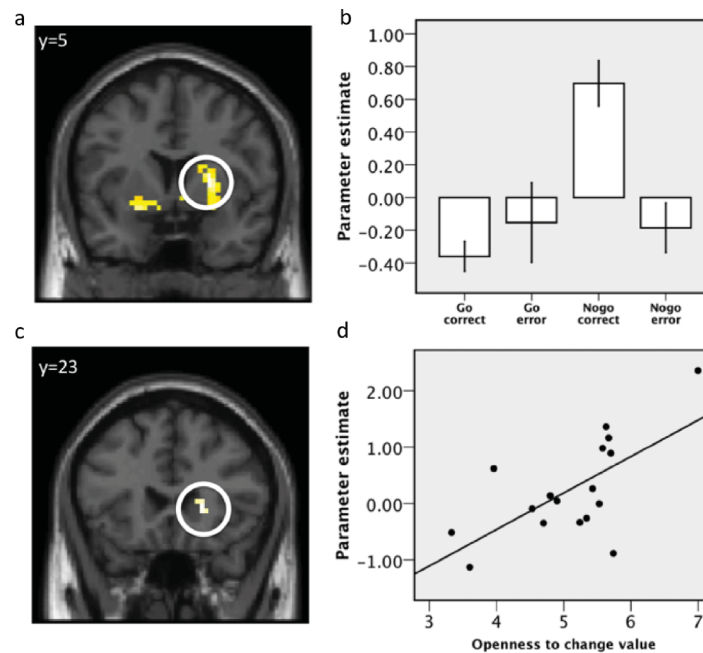 a
y=5
b
Parameter estimate
1.00
0.80
0.60
0.40
0.20
0.00
-0.20
-0.40
Go correct
Go error
Nogo correct
Nogo error
c
y=23
d
Parameter estimate
2.00
1.00
0.00
-1.00
3 4 5 6 7
Openness to change value